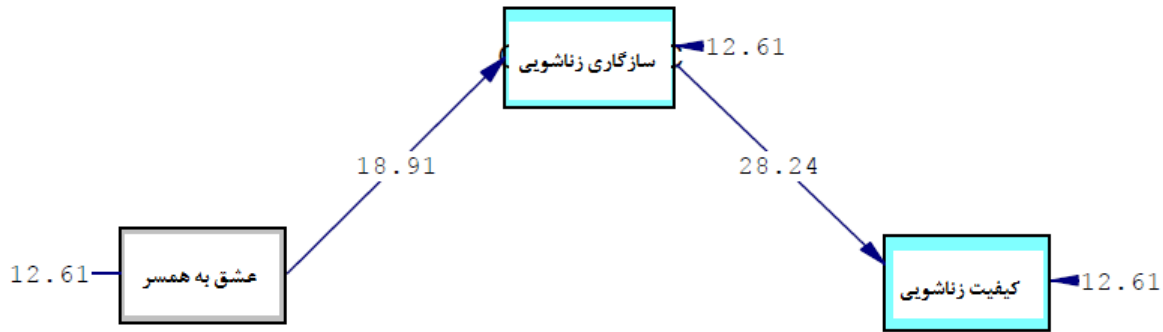 سازگاری زناشویی
12.61
18.91
28.24
12.61
عشق به همسر
کیفیت زناشویی
12.61